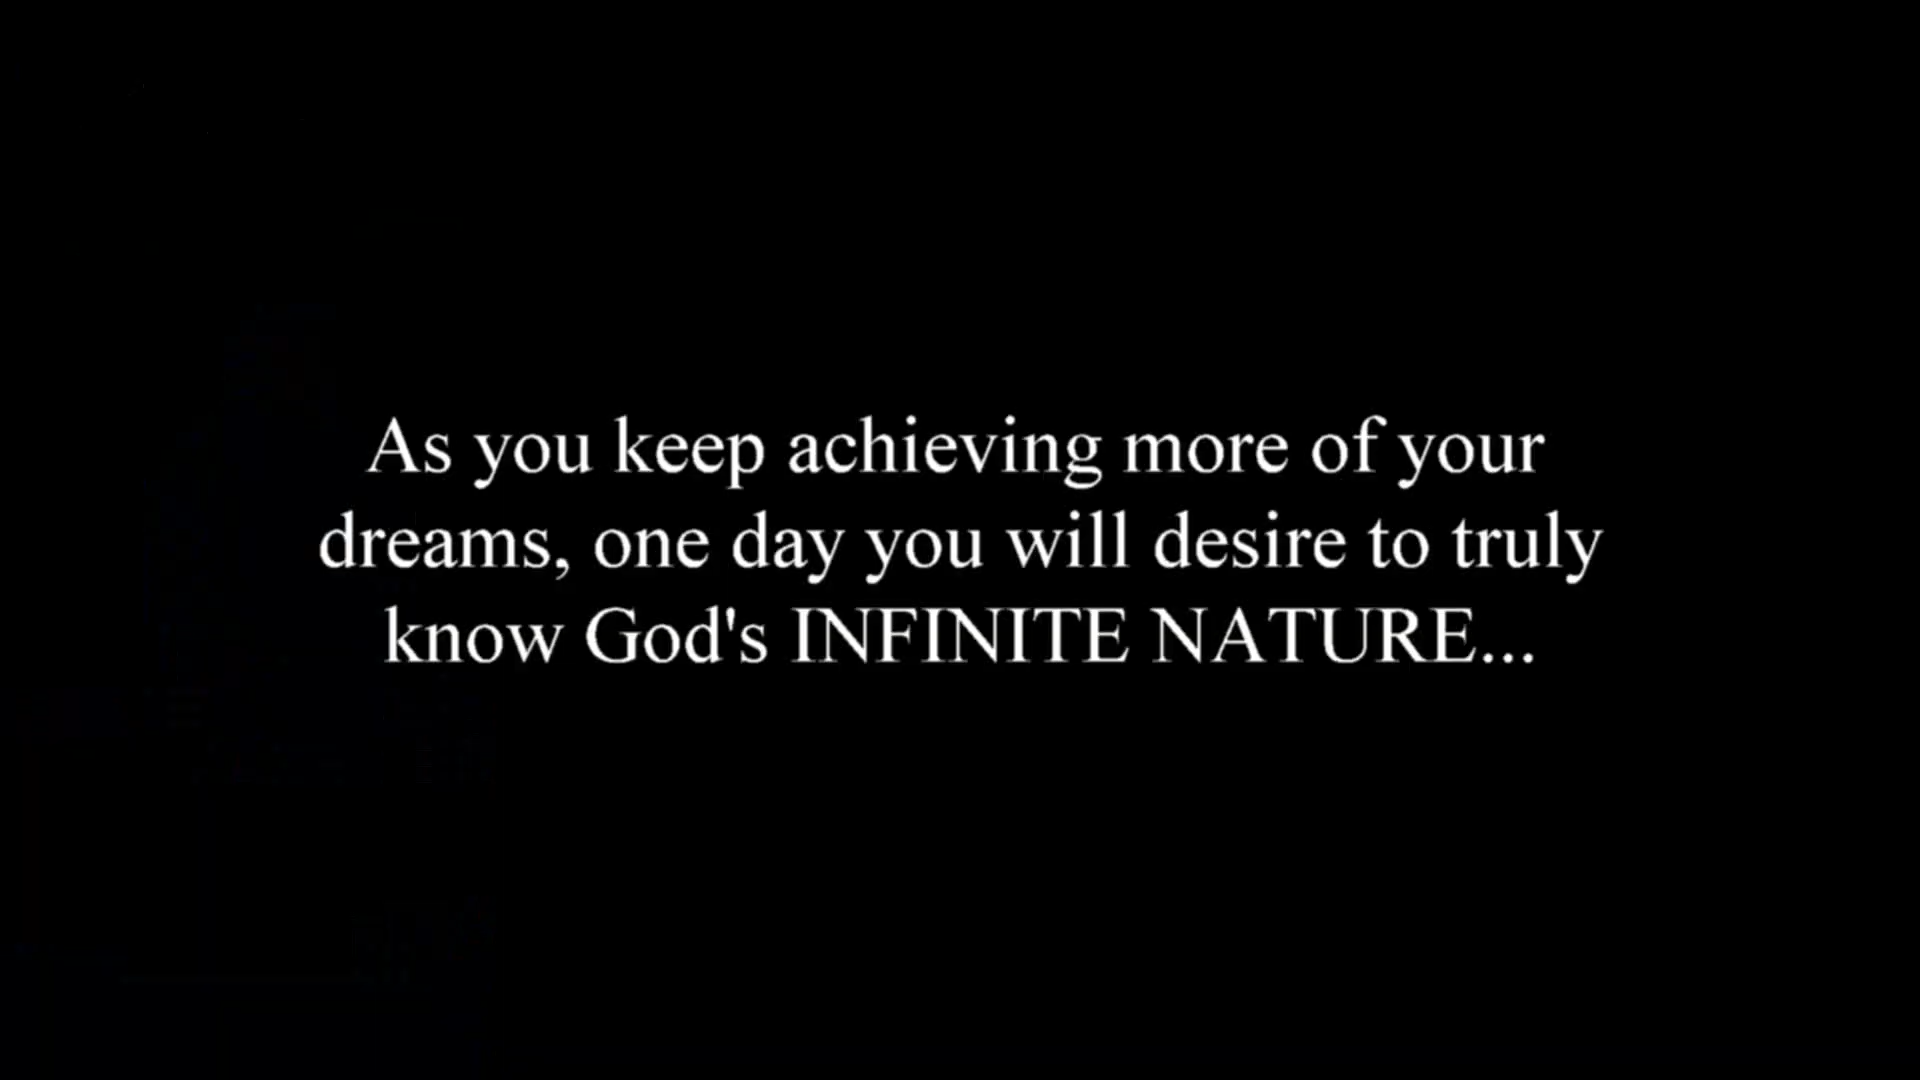 As you keep achieving more of your
dreams, one day you will desire to truly
know God's INFINITE NATURE...